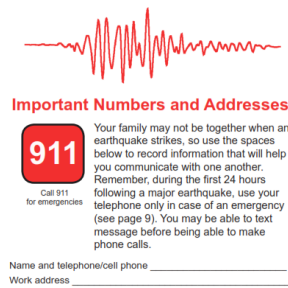 Important Numbers and Addresses
911
Call 911
for emergencies
Your family may not be together when an
earthquake strikes, so use the spaces
below to record information that will help
you communicate with one another.
Remember, during the first 24 hours
following a major earthquake, use your
telephone only in case of an emergency
(see page 9). You may be able to text
message before being able to make
phone calls.
Name and telephone/cell phone
Work address